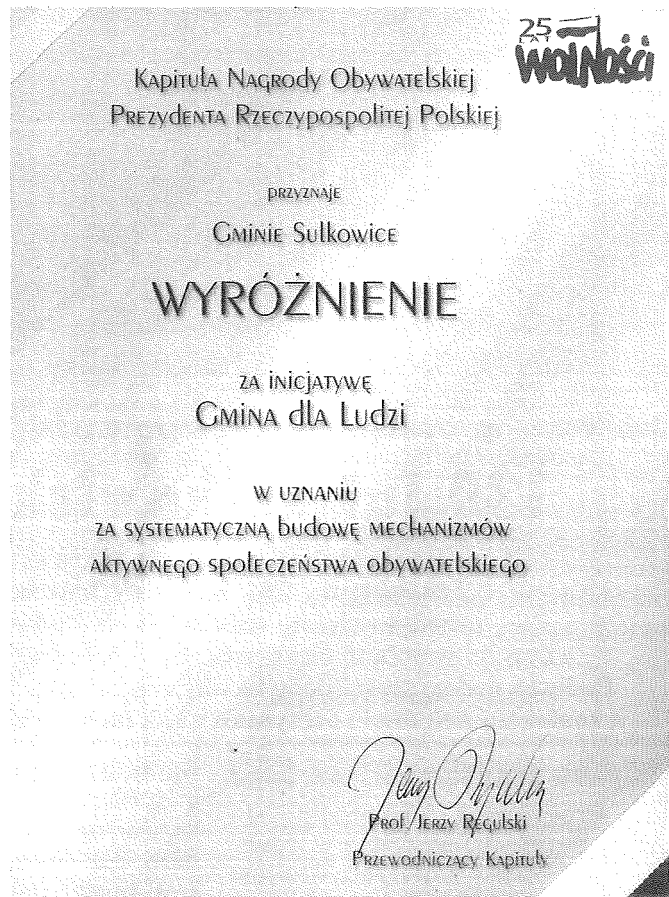 25
LAT
WOLNOŚCI
Kapituła Nagrody Obywatelskiej
Prezydenta Rzeczypospolitej Polskiej
przyznaje
Gminie Sułkowice
WYRÓŻNIENIE
za inicjatywę
Gmina dla Ludzi
w uznaniu
za systematyczną budowę mechanizmów
aktywnego społeczeństwa obywatelskiego
Prof. Jerzy Regulski
Przewodniczący Kapituły